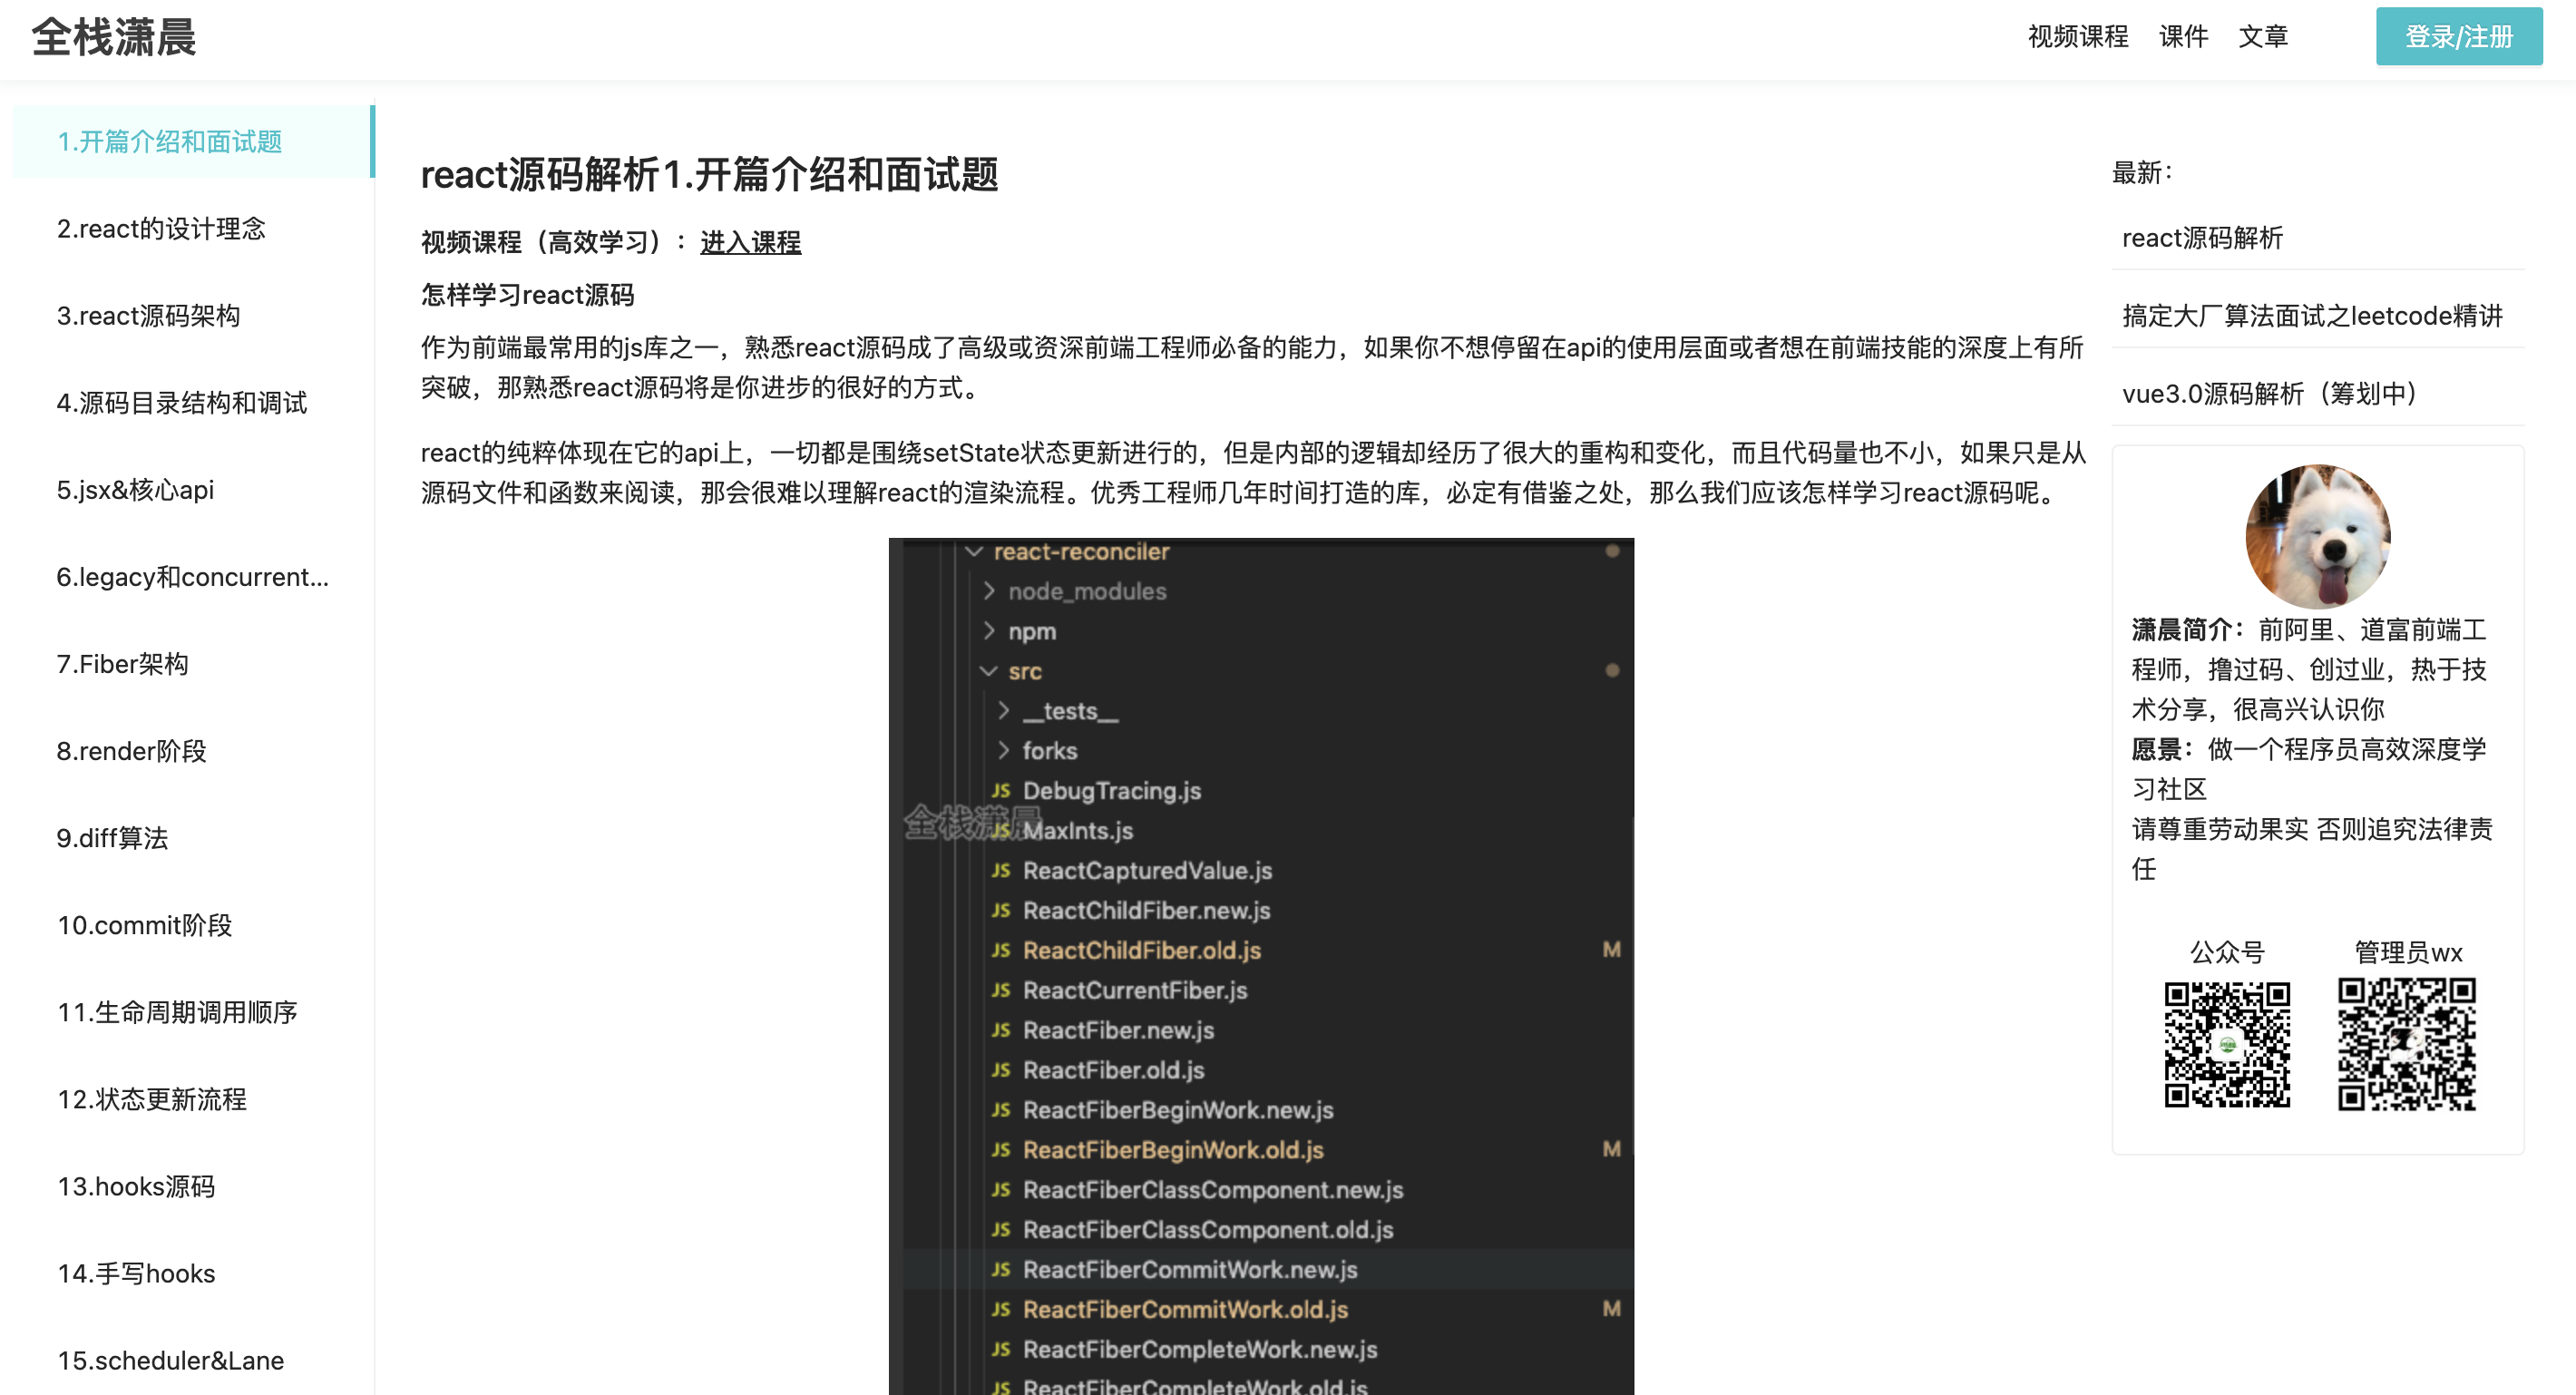 全栈潇晨
视频课程 课件 文章 登录/注册
1.开篇介绍和面试题
2.react的设计理念
3.react源码架构
4.源码目录结构和调试
5.jsx&核心api
6.legacy和concurrent...
7.Fiber架构
8.render阶段
9.diff算法
10.commit阶段
11.生命周期调用顺序
12.状态更新流程
13.hooks源码
14.手写hooks
15.scheduler&Lane
react源码解析1.开篇介绍和面试题
视频课程（高效学习）：进入课程
怎样学习react源码
作为前端最常用的js库之一，熟悉react源码成了高级或资深前端工程师必备的能力，如果你不想停留在api的使用层面或者想在前端技能的深度上有所
突破，那熟悉react源码将是你进步的很好的方式。
react的纯粹体现在它的api上，一切都是围绕setState状态更新进行的，但是内部的逻辑却经历了很大的重构和变化，而且代码量也不小，如果只是从
源码文件和函数来阅读，那会很难以理解react的渲染流程。优秀工程师几年时间打造的库，必定有借鉴之处，那么我们应该怎样学习react源码呢。
react-reconciler
node_modules
npm
src
__tests__
forks
JS DebugTracing.js
全栈潇晨
JS MaxInts.js
JS ReactCapturedValue.js
JS ReactChildFiber.new.js
JS ReactChildFiber.old.js M
JS ReactCurrentFiber.js
JS ReactFiber.new.js
JS ReactFiber.old.js
JS ReactFiberBeginWork.new.js
JS ReactFiberBeginWork.old.js M
JS ReactFiberClassComponent.new.js
JS ReactFiberClassComponent.old.js
JS ReactFiberCommitWork.new.js
JS ReactFiberCommitWork.old.js M
JS ReactFiberCompleteWork.new.js
JS ReactFiberCompleteWork.old.js
最新：
react源码解析
搞定大厂算法面试之leetcode精讲
vue3.0源码解析（筹划中）
潇晨简介：前阿里、道富前端工
程师，撸过码、创过业，热于技
术分享，很高兴认识你
愿景：做一个程序员高效深度学
习社区
请尊重劳动果实 否则追究法律责
任
公众号 管理员wx